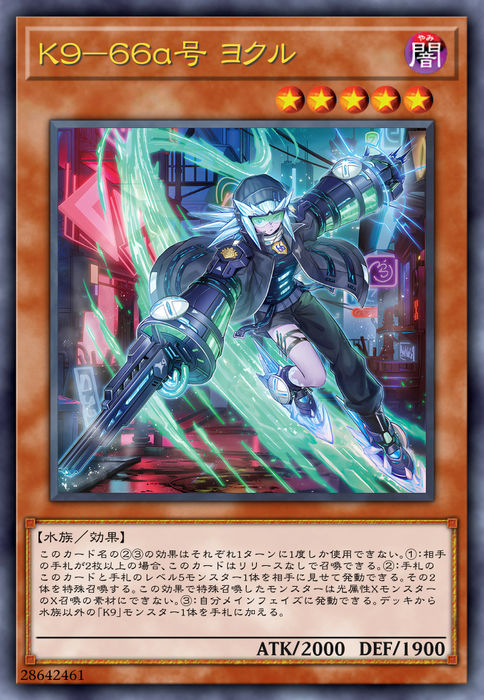 K9－66α号 ヨクル
やみ
闇
【水族／効果】
このカード名の②③の効果はそれぞれ1ターンに1度しか使用できない。①：相手
の手札が2枚以上の場合、このカードはリリースなしで召喚できる。②：手札の
このカードと手札のレベル5モンスター1体を相手に見せて発動できる。その2
体を特殊召喚する。この効果で特殊召喚したモンスターは光属性Xモンスター
のX召喚の素材にできない。③：自分メインフェイズに発動できる。デッキから
水族以外の「K9」モンスター1体を手札に加える。
ATK/2000 DEF/1900
28642461